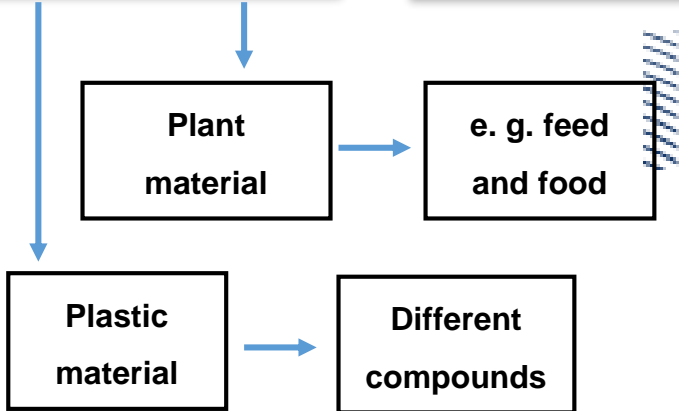 Plant
material
e. g. feed
and food
Plastic
material
Different
compounds